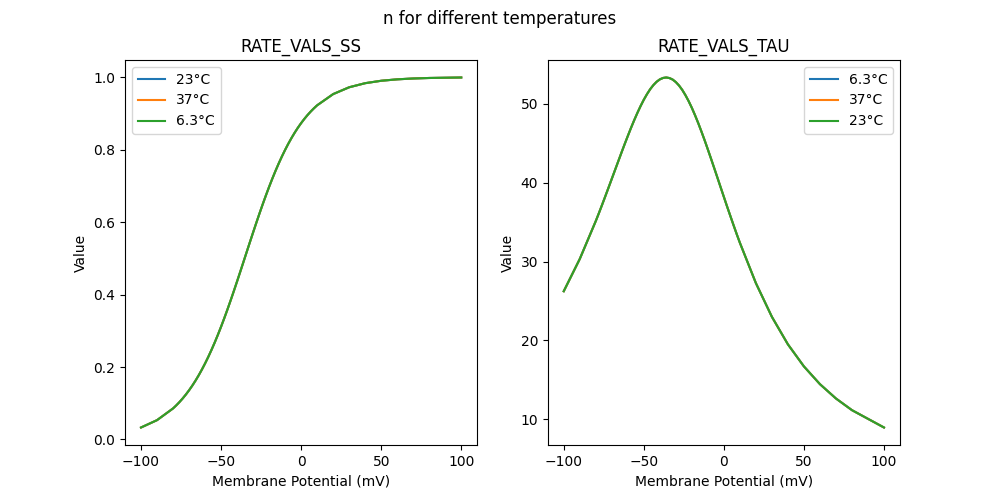 n for different temperatures
RATE_VALS_SS
1.0
0.8
0.6
0.4
0.2
0.0
Value
23°C
37°C
6.3°C
−100
−50
0
50
100
Membrane Potential (mV)
RATE_VALS_TAU
50
40
30
20
10
Value
6.3°C
37°C
23°C
−100
−50
0
50
100
Membrane Potential (mV)